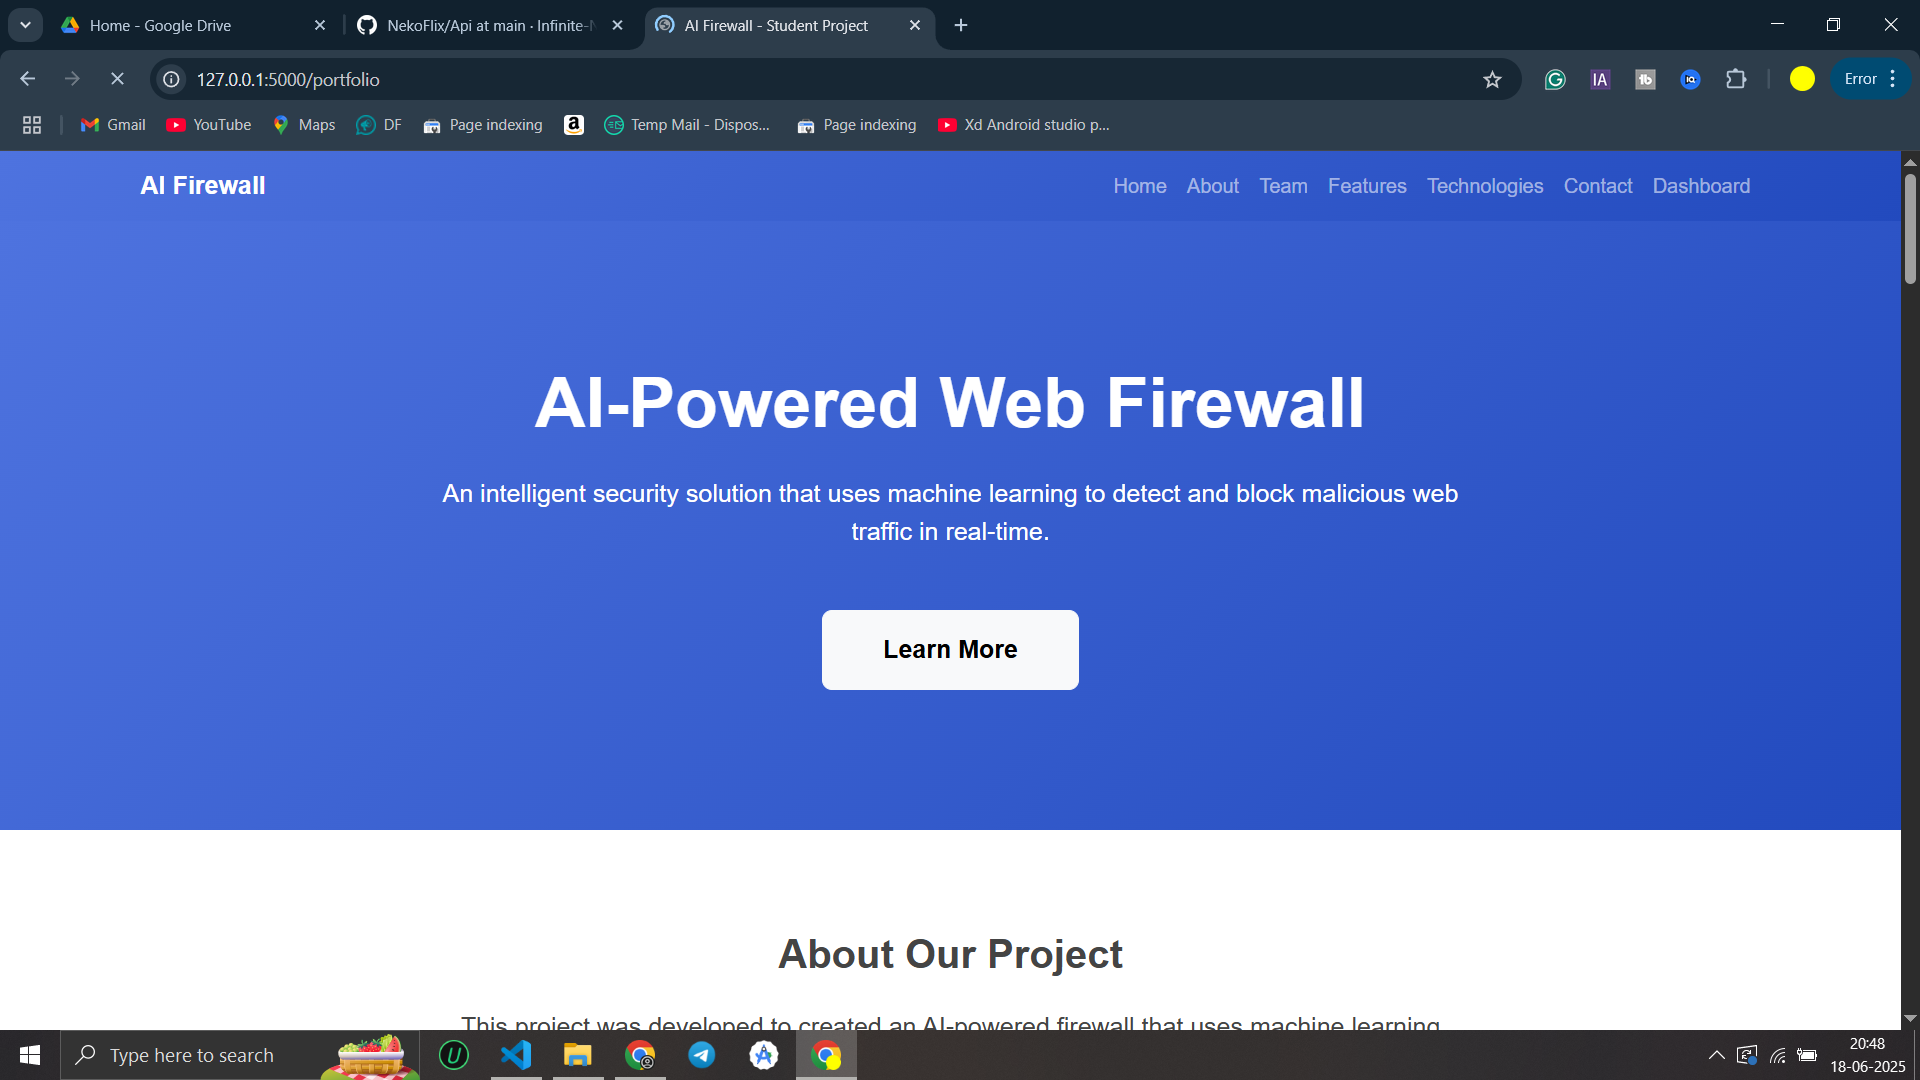 Home - Google Drive
NekoFlix/Api at main · Infinite-N
AI Firewall - Student Project
127.0.0.1:5000/portfolio
IA
Error
Gmail
YouTube
Maps
DF
Page indexing
Temp Mail - Dispos...
Page indexing
Xd Android studio p...
AI Firewall
Home
About
Team
Features
Technologies
Contact
Dashboard
AI-Powered Web Firewall
An intelligent security solution that uses machine learning to detect and block malicious web
traffic in real-time.
Learn More
About Our Project
This project was developed to created an AI-powered firewall that uses machine learning
Type here to search
20:48
18-06-2025